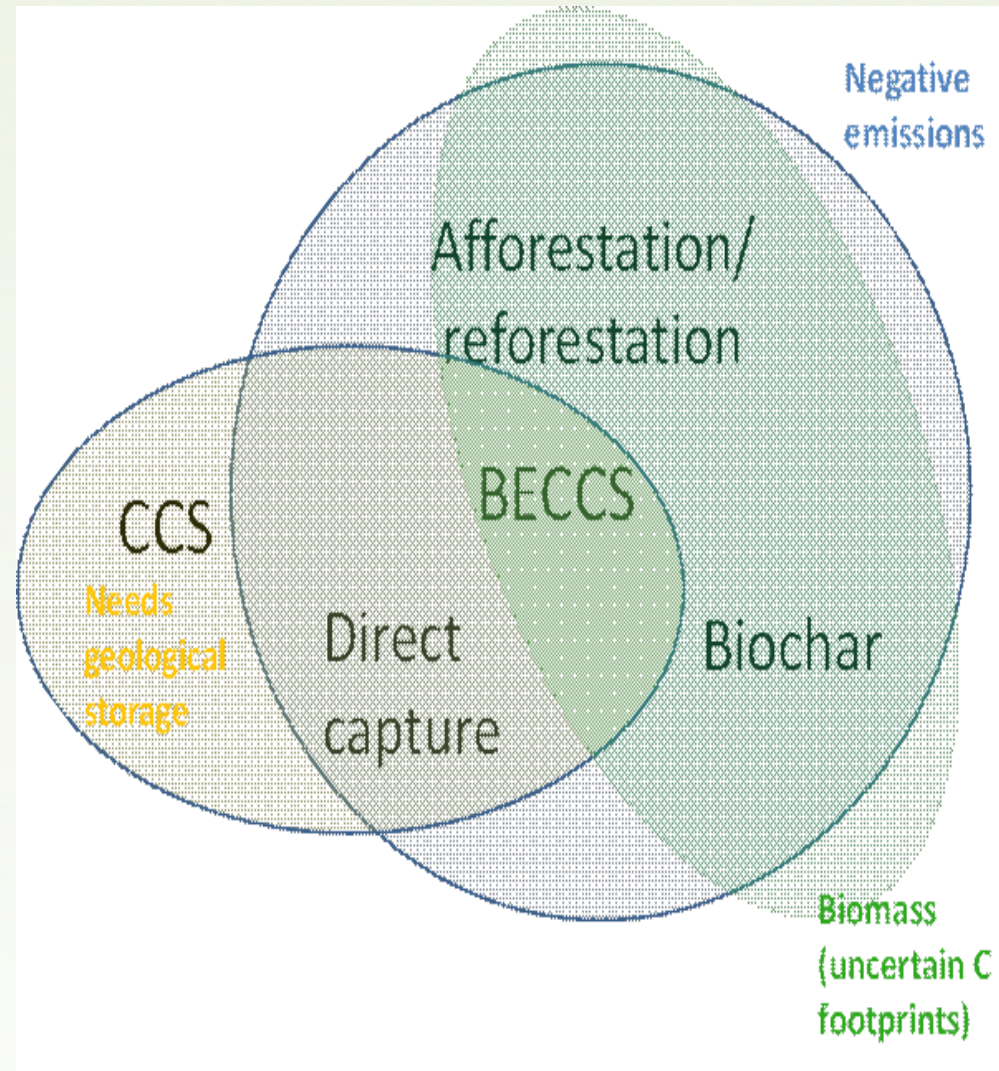 Negative
emissions
Afforestation/
reforestation
BECCS
CCS
Needs
geological
storage
Direct
capture
Biochar
Biomass
(uncertain C
footprints)